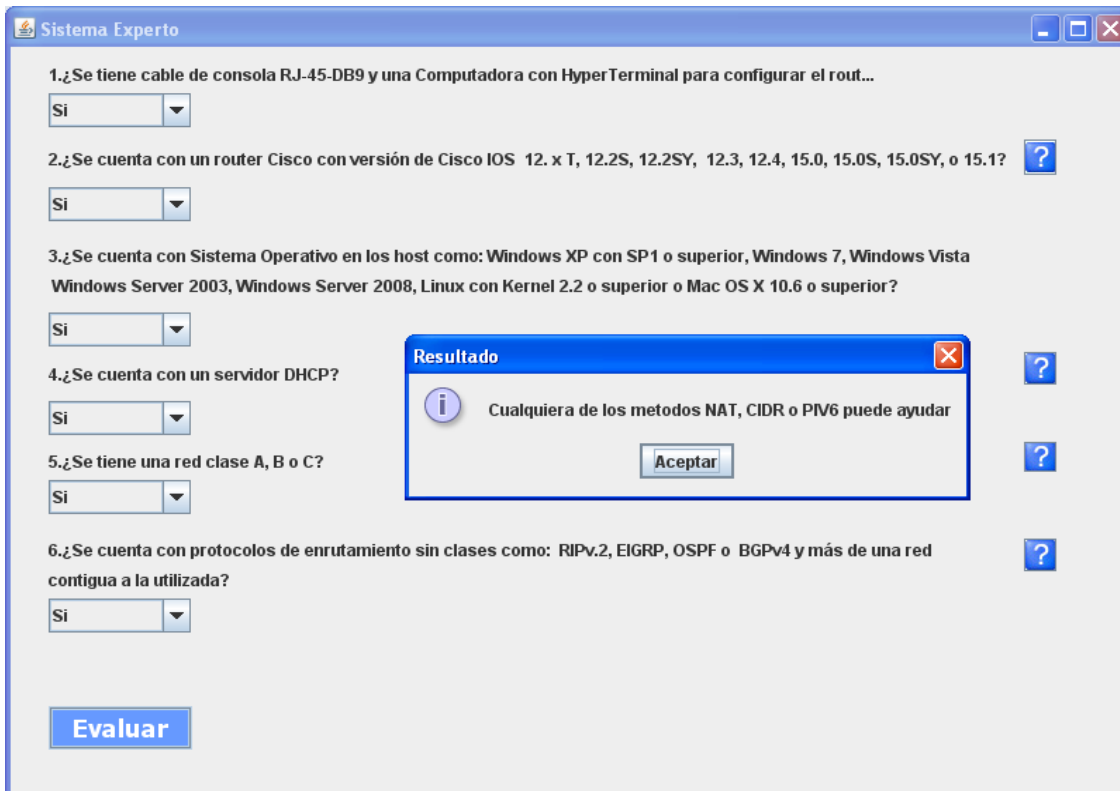 Sistema Experto
1.¿Se tiene cable de consola RJ-45-DB9 y una Computadora con HyperTerminal para configurar el rout...
Si
2.¿Se cuenta con un router Cisco con versión de Cisco IOS 12. x T, 12.2S, 12.2SY, 12.3, 12.4, 15.0, 15.0S, 15.0SY, o 15.1?
?
Si
3.¿Se cuenta con Sistema Operativo en los host como: Windows XP con SP1 o superior, Windows 7, Windows Vista
Windows Server 2003, Windows Server 2008, Linux con Kernel 2.2 o superior o Mac OS X 10.6 o superior?
Si
4.¿Se cuenta con un servidor DHCP?
?
Si
5.¿Se tiene una red clase A, B o C?
?
Si
6.¿Se cuenta con protocolos de enrutamiento sin clases como: RIPv.2, EIGRP, OSPF o BGPv4 y más de una red
contigua a la utilizada?
?
Si
Evaluar
Resultado
Cualquiera de los metodos NAT, CIDR o PIV6 puede ayudar
Aceptar